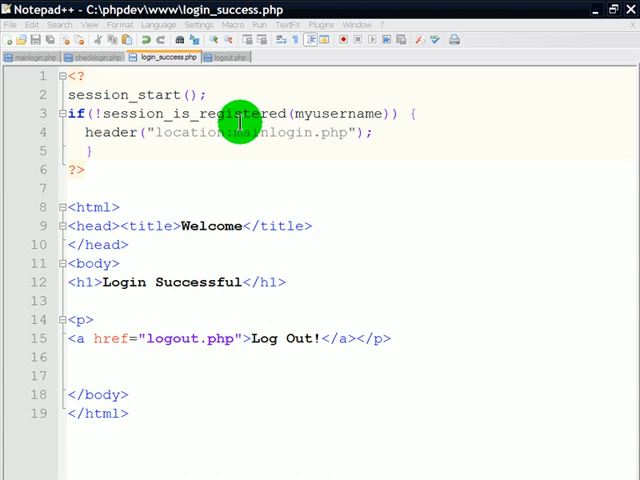 Notepad++ - C:\phpdev\www\login_success.php
File Edit Search View Format Language Settings Macro Run TextFX Plugins Window ?
mainlogin.php checklogin.php login_success.php logout.php
1 <?
2 session_start();
3 if(!session_is_registered(myusername)) {
4 header("location:mainlogin.php");
5 }
6 ?>
7
8 <html>
9 <head><title>Welcome</title>
10 </head>
11 <body>
12 <h1>Login Successful</h1>
13
14 <p>
15 <a href="logout.php">Log Out!</a></p>
16
17
18 </body>
19 </html>